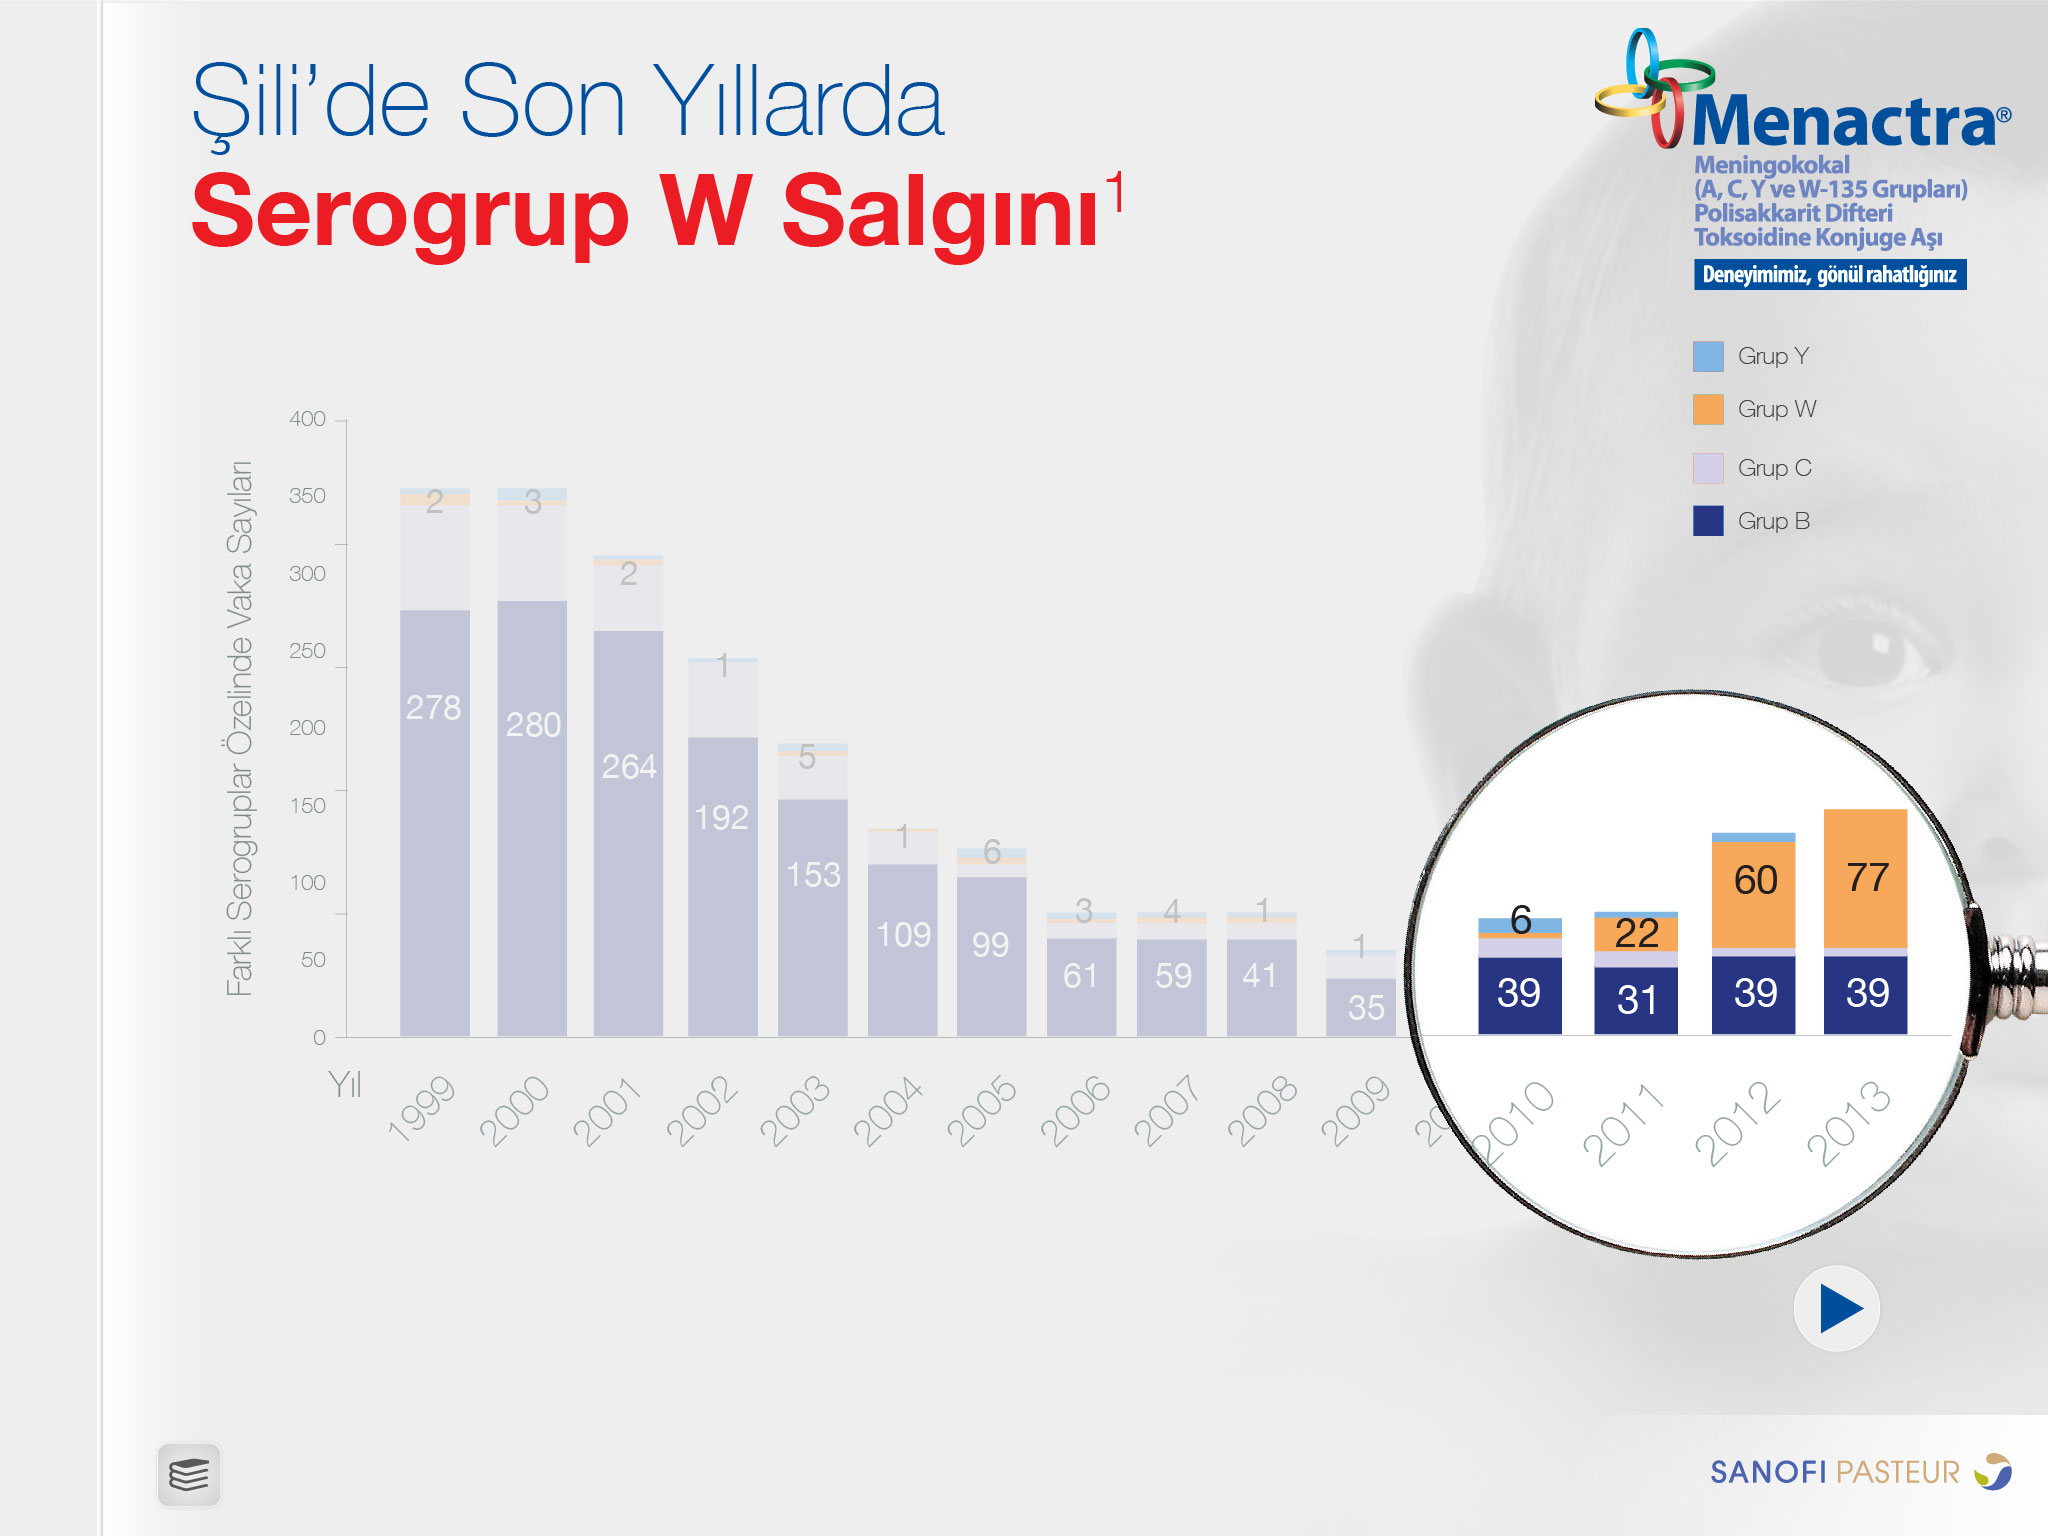 Şili’de Son Yıllarda
Serogrup W Salgını1
Menactra®
Meningokokal
(A, C, Y ve W-135 Grupları)
Polisakkarit Difteri
Toksoidine Konjuge Aşı
Deneyimimiz, gönül rahatlığınız
Grup Y
Grup W
Grup C
Grup B
Farklı Serogruplar Özelinde Vaka Sayıları
400
350
300
250
200
150
100
50
0
2 3 2 1 5 1 6 3 4 1 1 6 22 60 77
278 280 264 192 153 109 99 61 59 41 35 39 31 39 39
Yıl 1999 2000 2001 2002 2003 2004 2005 2006 2007 2008 2009 2010 2011 2012 2013
SANOFI PASTEUR